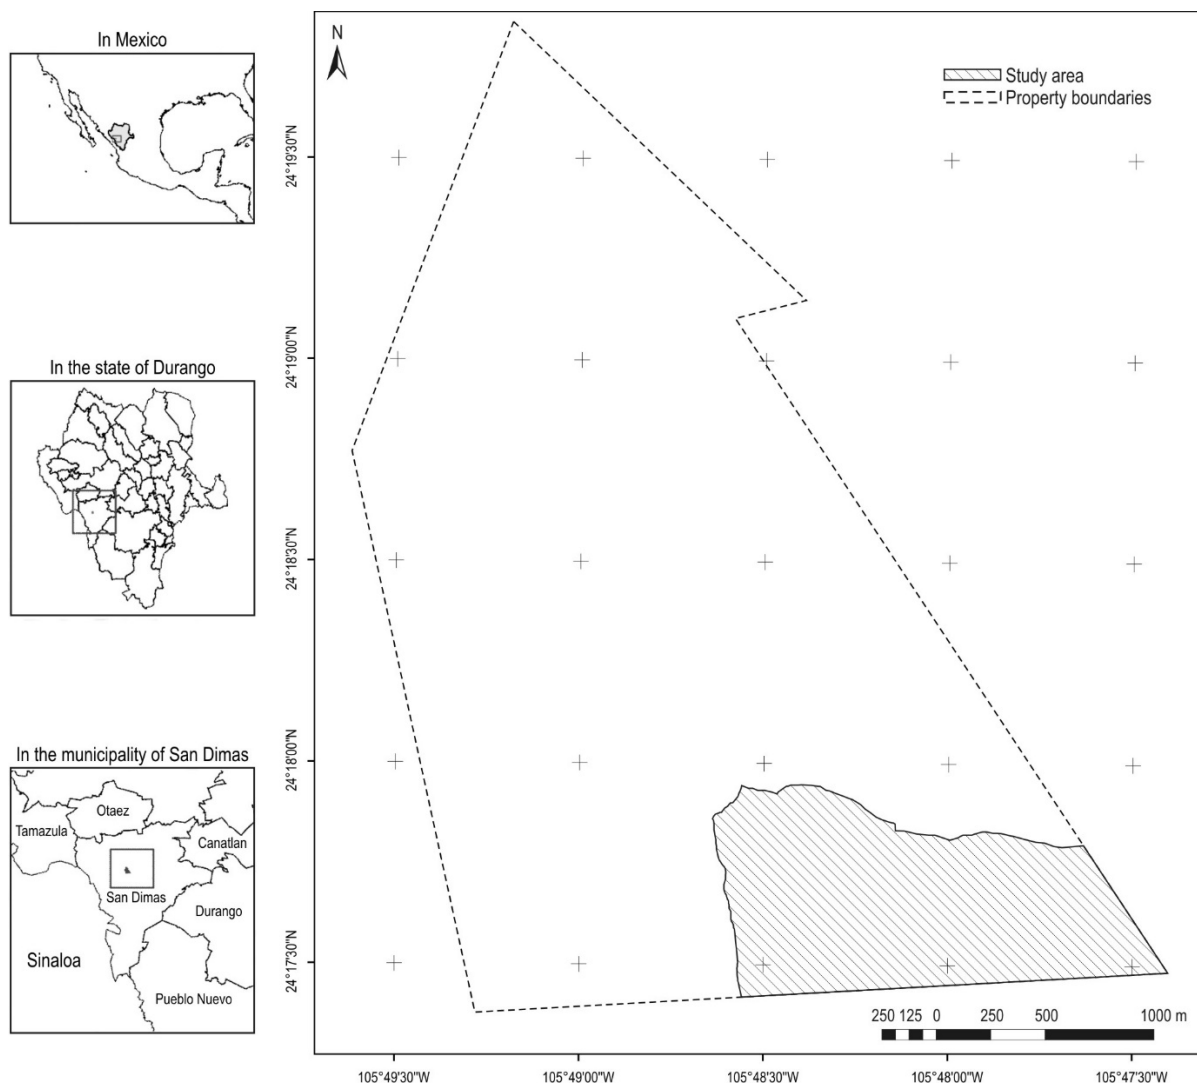 In Mexico
In the state of Durango
In the municipality of San Dimas
Otaez
Tamazula
Canatlan
San Dimas
Durango
Sinaloa
Pueblo Nuevo
N
Study area
Property boundaries
24°19'30"N
24°19'00"N
24°18'30"N
24°18'00"N
24°17'30"N
250 125 0 250 500 1000 m
105°49'30"W 105°49'00"W 105°48'30"W 105°48'00"W 105°47'30"W